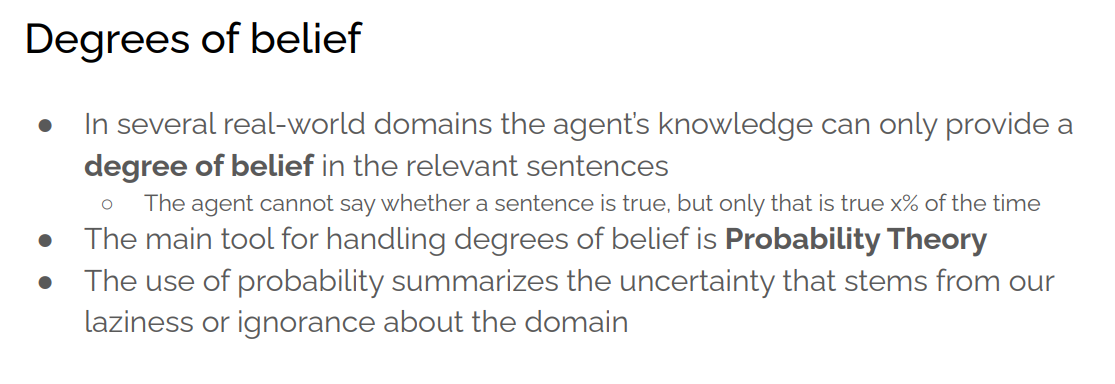 Degrees of belief
● In several real-world domains the agent's knowledge can only provide a
degree of belief in the relevant sentences
○ The agent cannot say whether a sentence is true, but only that is true x% of the time
● The main tool for handling degrees of belief is Probability Theory
● The use of probability summarizes the uncertainty that stems from our
laziness or ignorance about the domain